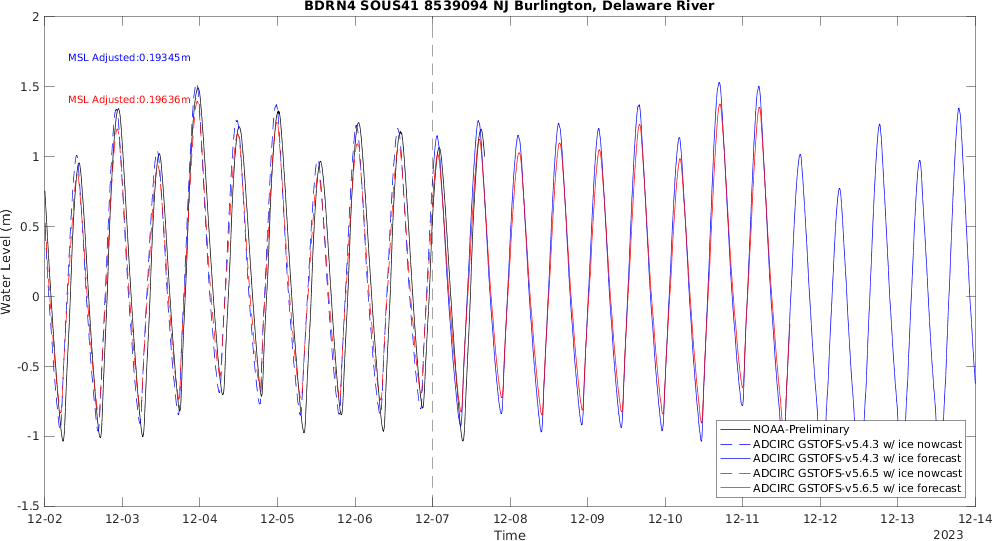 BDRN4 SOUS41 8539094 NJ Burlington, Delaware River
MSL Adjusted:0.19345m
MSL Adjusted:0.19636m
Water Level (m)
2
1.5
1
0.5
0
-0.5
-1
-1.5
NOAA-Preliminary
ADCIRC GSTOFS-v5.4.3 w/ ice nowcast
ADCIRC GSTOFS-v5.4.3 w/ ice forecast
ADCIRC GSTOFS-v5.6.5 w/ ice nowcast
ADCIRC GSTOFS-v5.6.5 w/ ice forecast
12-02 12-03 12-04 12-05 12-06 12-07 12-08 12-09 12-10 12-11 12-12 12-13 12-14
Time
2023